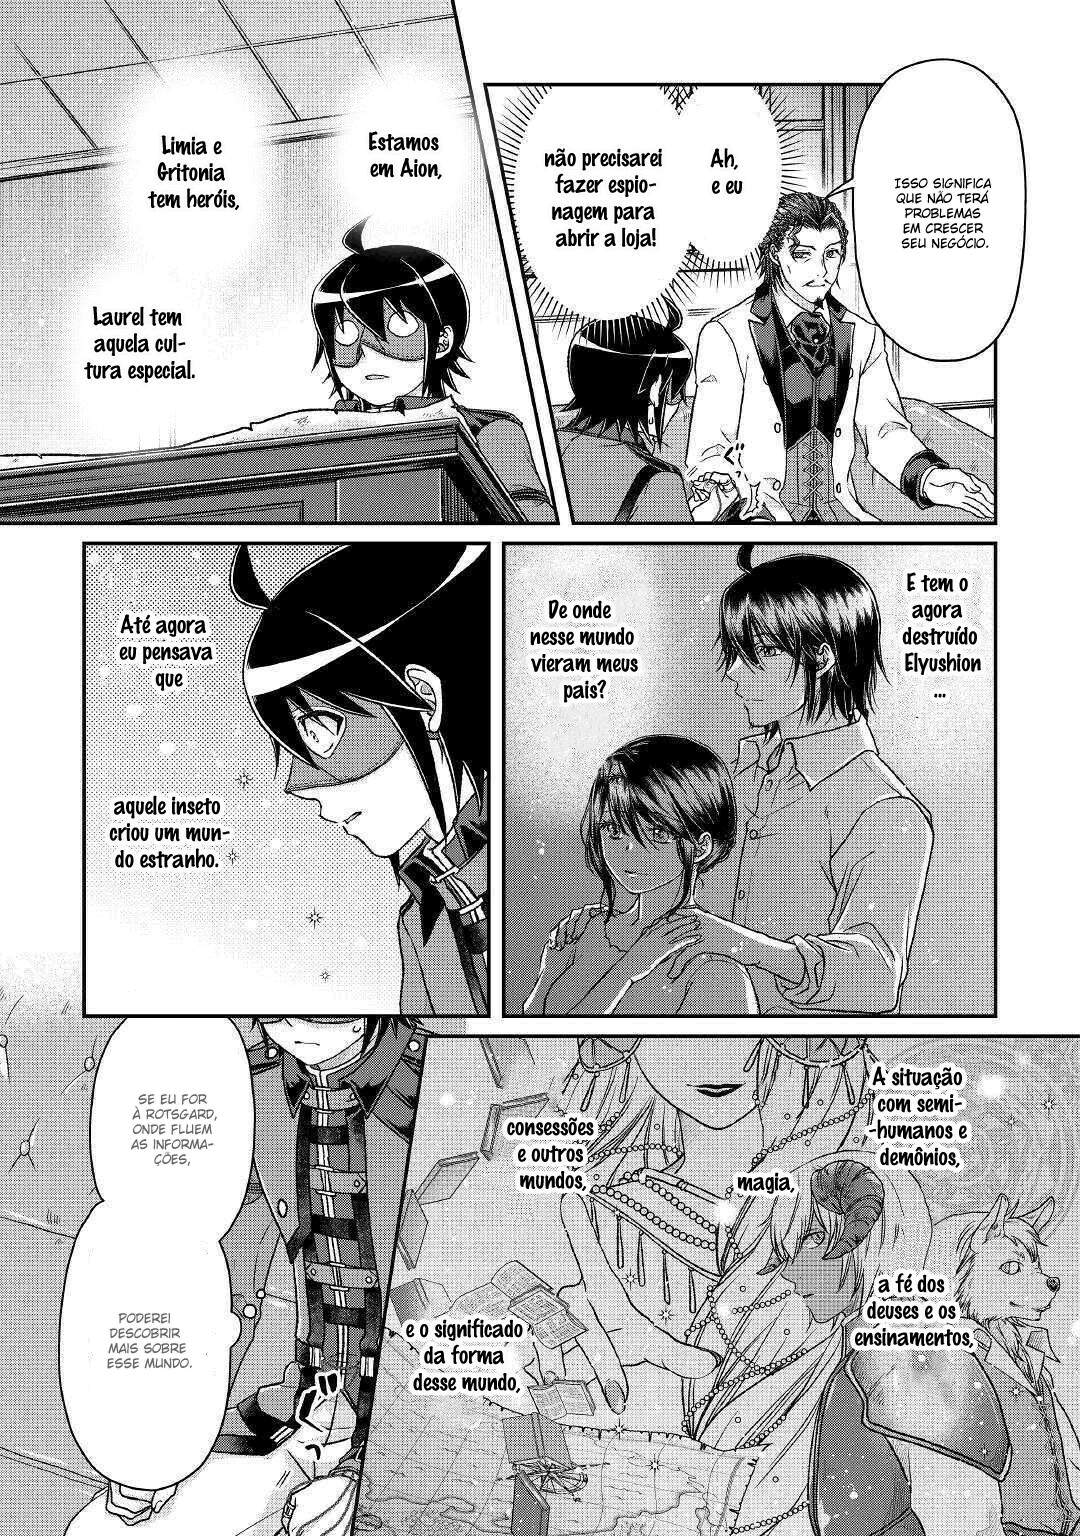 ISSO SIGNIFICA
QUE NÃO TERÁ
PROBLEMAS
EM CRESCER
SEU NEGÓCIO.
Ah,
e eu
não precisarei
fazer espio-
nagem para
abrir a loja!
ぐ
Estamos
em Aion,
Limia e
Gritonia
tem heróis,
Laurel tem
aquela cul-
tura especial.
E tem o
agora
destruído
Elyushion
...
De onde
nesse mundo
vieram meus
pais?
Até agora
eu pensava
que
aquele inseto
criou um mun-
do estranho.
A situação
com semi-
-humanos e
demônios,
magia,
consessões
e outros
mundos,
a fé dos
deuses e os
ensinamentos,
e o significado
da forma
desse mundo,
SE EU FOR
À ROTSGARD,
ONDE FLUEM
AS INFORMA-
ÇÕES,
PODEREI
DESCOBRIR
MAIS SOBRE
ESSE MUNDO.